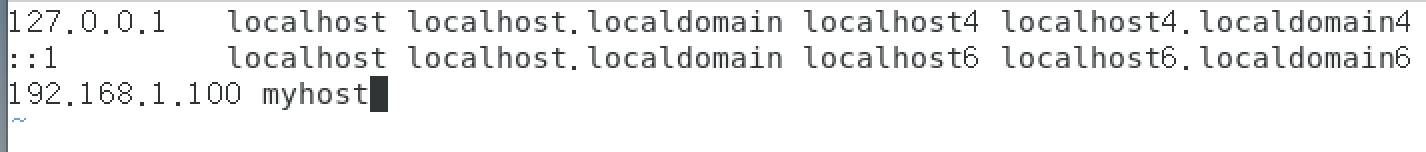 127.0.0.1   localhost localhost.localdomain localhost4 localhost4.localdomain4
::1         localhost localhost.localdomain localhost6 localhost6.localdomain6
192.168.1.100 myhost
~